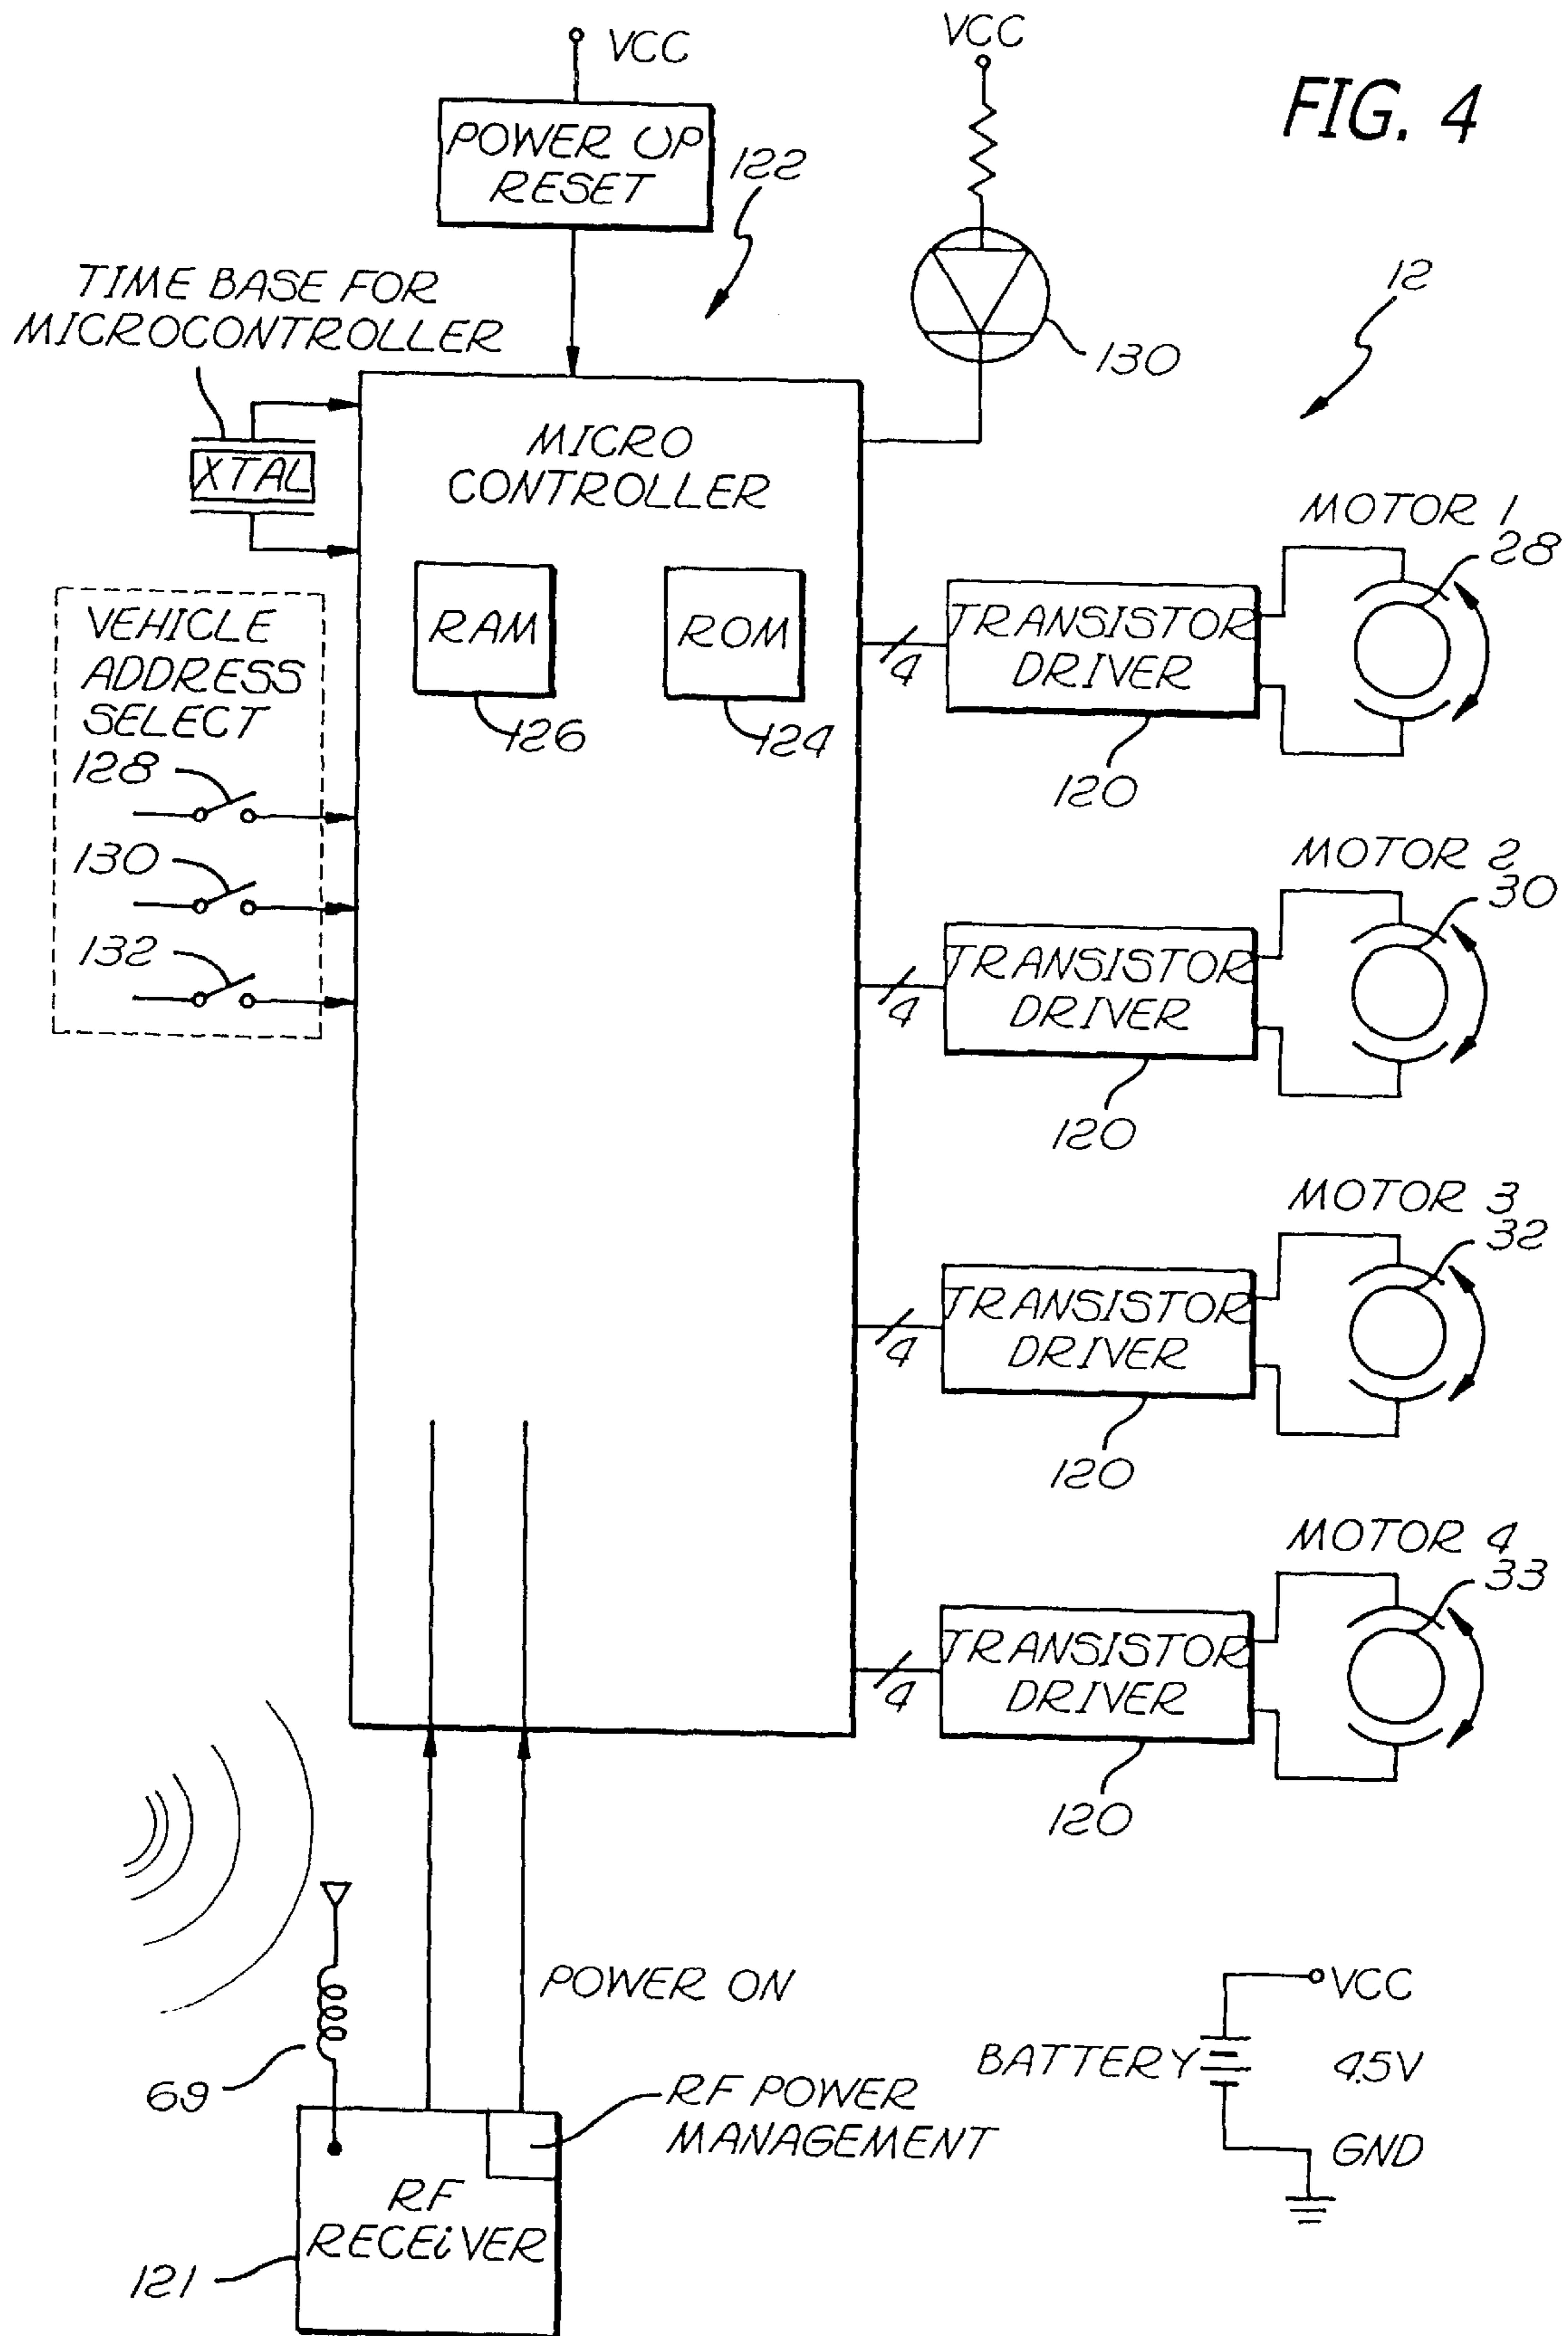 FIG. 4
VCC
POWER UP
RESET
122
VCC
130
12
TIME BASE FOR
MICROCONTROLLER
XTAL
MICRO
CONTROLLER
RAM
126
ROM
124
VEHICLE
ADDRESS
SELECT
128
130
132
4
TRANSISTOR
DRIVER
120
MOTOR 1
28
4
TRANSISTOR
DRIVER
120
MOTOR 2
30
4
TRANSISTOR
DRIVER
120
MOTOR 3
32
4
TRANSISTOR
DRIVER
120
MOTOR 4
33
POWER ON
69
RF POWER
MANAGEMENT
RF
RECEiVER
121
VCC
BATTERY
4.5V
GND